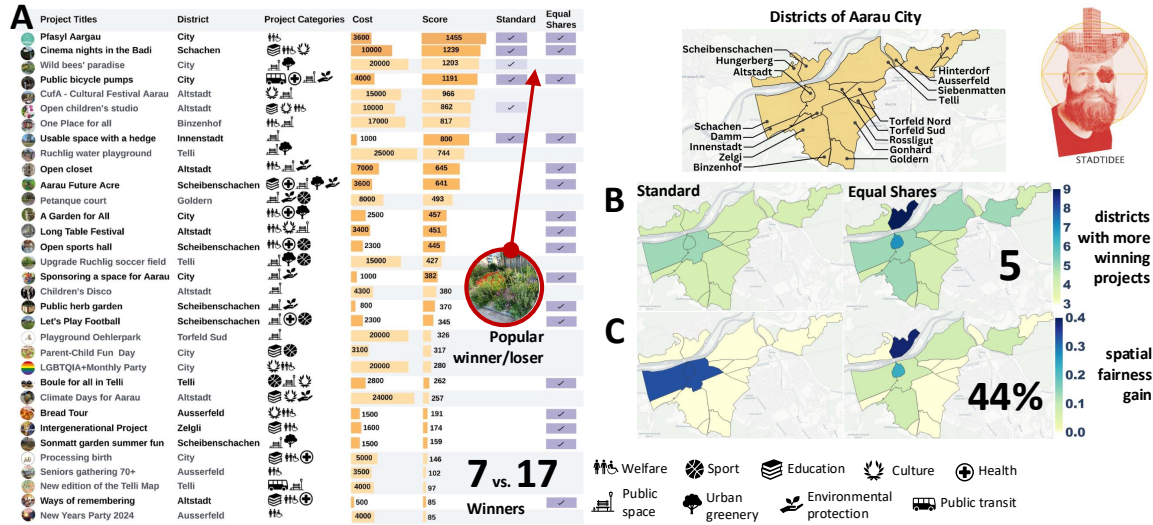 A
Project Titles District Project Categories Cost Score Standard Equal Shares
Pfasyl Aargau City 3600 1455 ✓ ✓
Cinema nights in the Badi Schachen 10000 1239 ✓ ✓
Wild bees' paradise City 20000 1203 ✓
Public bicycle pumps City 4000 1191 ✓ ✓
CufA - Cultural Festival Aarau Altstadt 15000 966
Open children's studio Altstadt 10000 862 ✓
One Place for all Binzenhof 17000 817
Usable space with a hedge Innenstadt 1000 800 ✓ ✓
Ruchlig water playground Telli 25000 744
Open closet Altstadt 7000 645 ✓
Aarau Future Acre Scheibenschachen 3600 641 ✓
Petanque court Goldern 8000 493
A Garden for All City 2500 457 ✓
Long Table Festival Altstadt 3400 451 ✓
Open sports hall Scheibenschachen 2300 445 ✓
Upgrade Ruchlig soccer field Telli 15000 427
Sponsoring a space for Aarau City 1000 382 ✓
Children's Disco Altstadt 4300 380
Public herb garden Scheibenschachen 800 370 ✓
Let's Play Football Scheibenschachen 2300 345 ✓
Playground Oehlerpark Torfeld Sud 20000 326
Parent-Child Fun Day City 3100 317
LGBTQIA+Monthly Party City 20000 280
Boule for all in Telli Telli 2800 262 ✓
Climate Days for Aarau Altstadt 24000 257
Bread Tour Ausserfeld 1500 191 ✓
Intergenerational Project Zelgli 1600 174 ✓
Sonmatt garden summer fun Scheibenschachen 1500 159 ✓
Processing birth City 5000 146
Seniors gathering 70+ Ausserfeld 3500 102
New edition of the Telli Map Telli 4000 97
Ways of remembering Altstadt 500 85 ✓
New Years Party 2024 Ausserfeld 4000 85
Popular
winner/loser
7 vs. 17
Winners
Districts of Aarau City
Scheibenschachen
Hungerberg
Altstadt
Schachen
Damm
Innenstadt
Zelgi
Binzenhof
Hinterdorf
Ausserfeld
Siebenmatten
Telli
Torfeld Nord
Torfeld Sud
Rossligut
Gonhard
Goldern
STADTIDEE
B
Standard
Equal Shares
5
9
8
7
6
5
4
3
districts
with more
winning
projects
C
44%
0.4
0.3
0.2
0.1
0.0
spatial
fairness
gain
Welfare
Sport
Education
Culture
Health
Public
space
Urban
greenery
Environmental
protection
Public transit